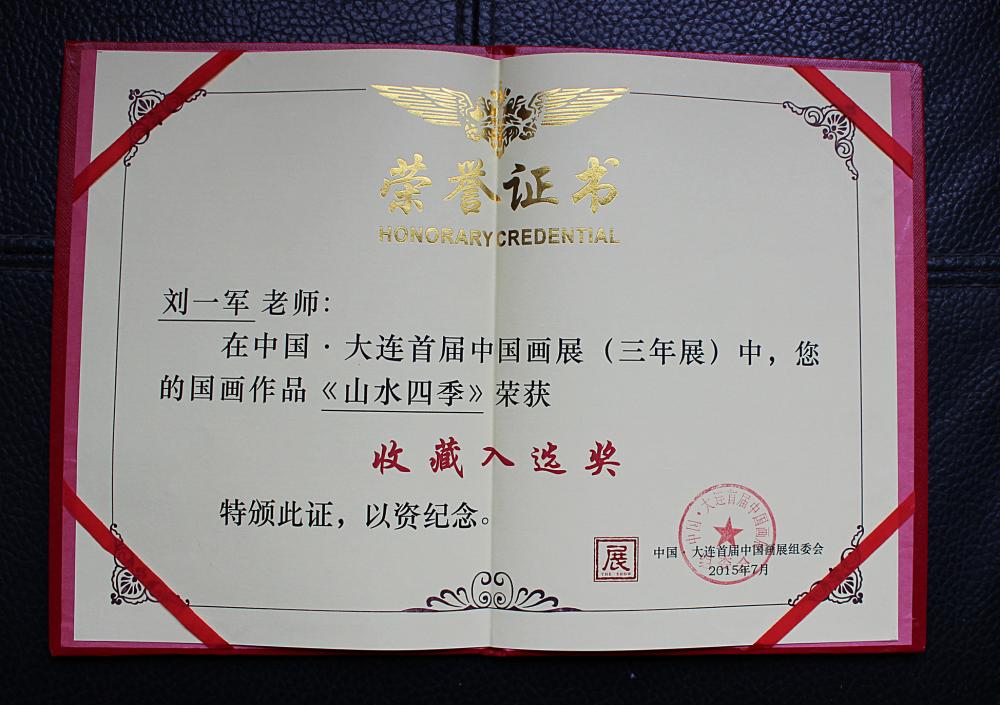 荣誉证书
HONORARY CREDENTIAL
刘一军 老师：
在中国·大连首届中国画展（三年展）中，您
的国画作品《山水四季》荣获
收藏入选奖
特颁此证，以资纪念。
展
THE SHOW
中国·大连首届中国画展组委会
2015年7月